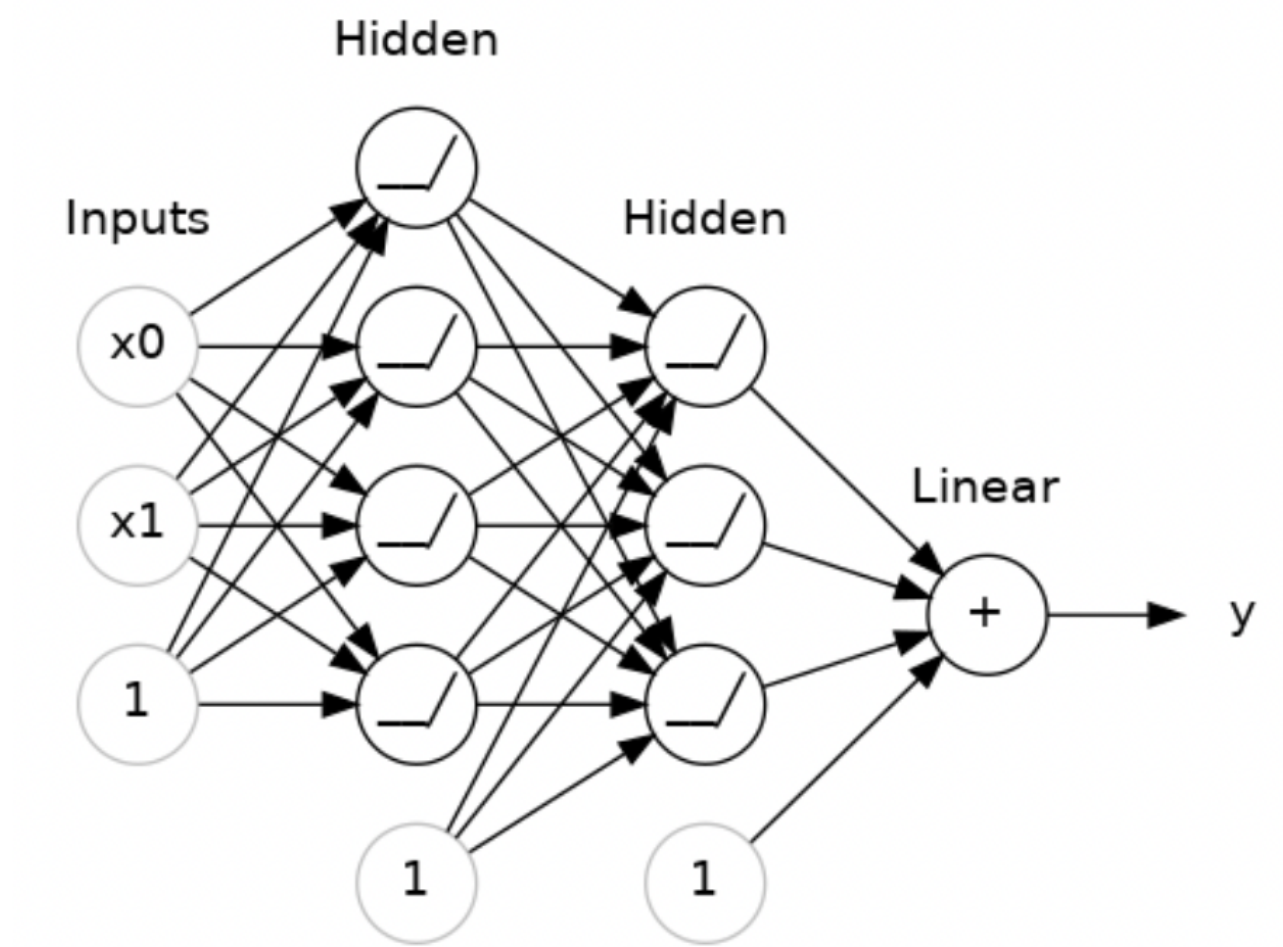 Hidden
Inputs
Hidden
x0
x1
Linear
+
y
1
1
1